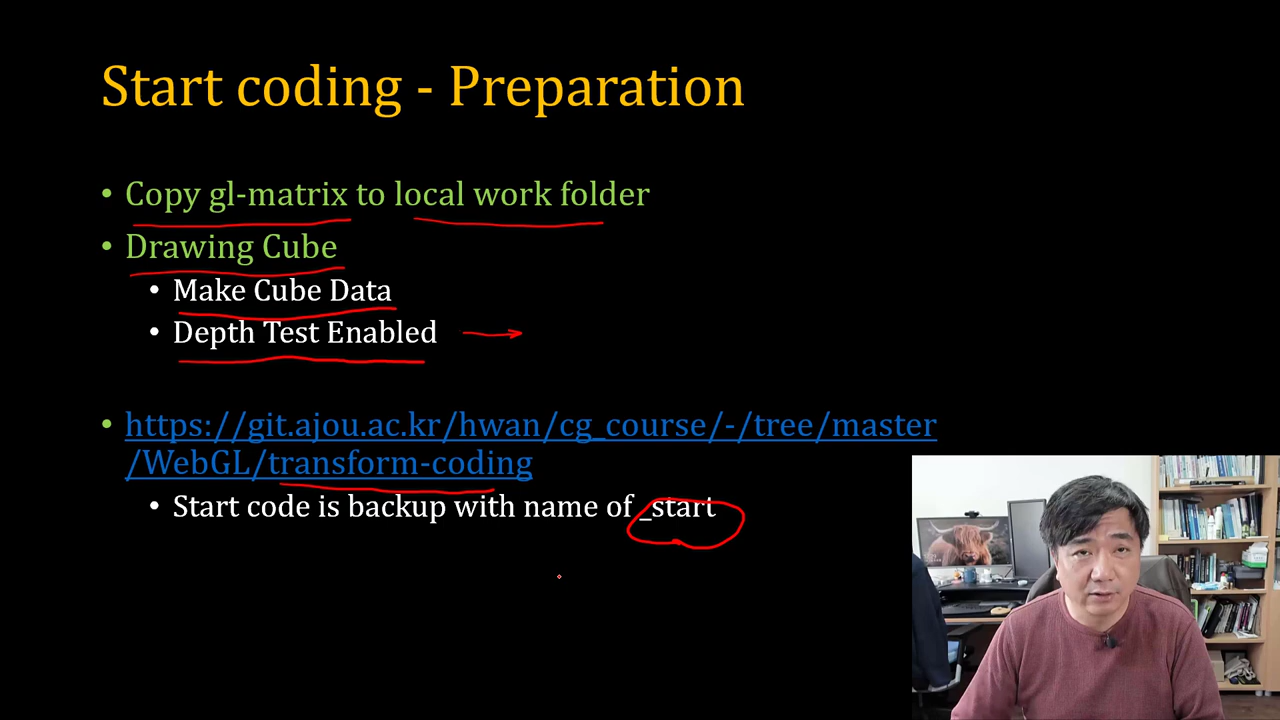 Start coding - Preparation
• Copy gl-matrix to local work folder
• Drawing Cube
• Make Cube Data
• Depth Test Enabled
• https://git.ajou.ac.kr/hwan/cg_course/-/tree/master
/WebGL/transform-coding
• Start code is backup with name of _start